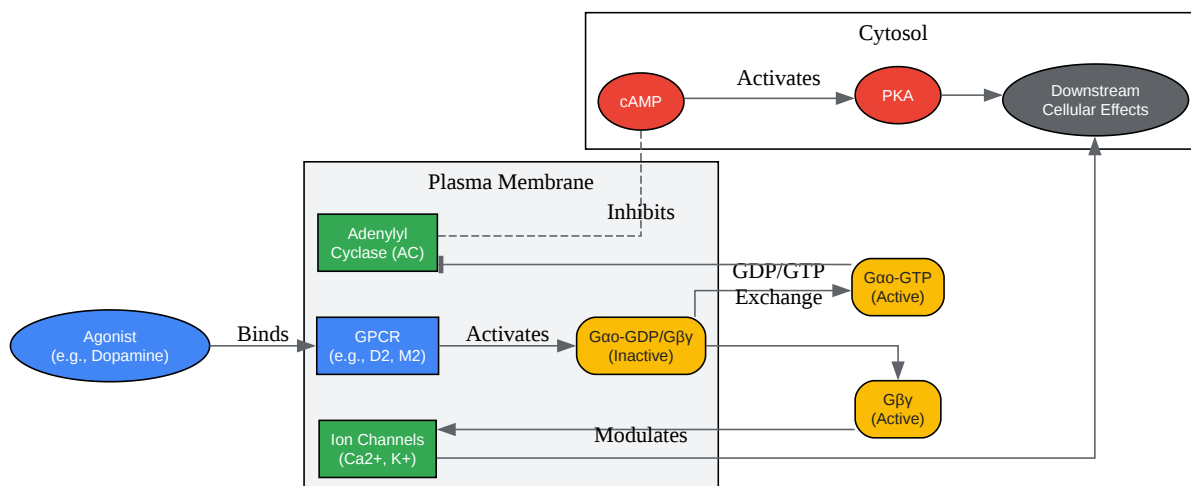 Cytosol
cAMP
Activates
PKA
Downstream
Cellular Effects
Plasma Membrane
Inhibits
Adenylyl
Cyclase (AC)
GDP/GTP
Exchange
Gαo-GTP
(Active)
Agonist
(e.g., Dopamine)
Binds
GPCR
(e.g., D2, M2)
Activates
Gαo-GDP/Gβγ
(Inactive)
Gβγ
(Active)
Ion Channels
(Ca2+, K+)
Modulates